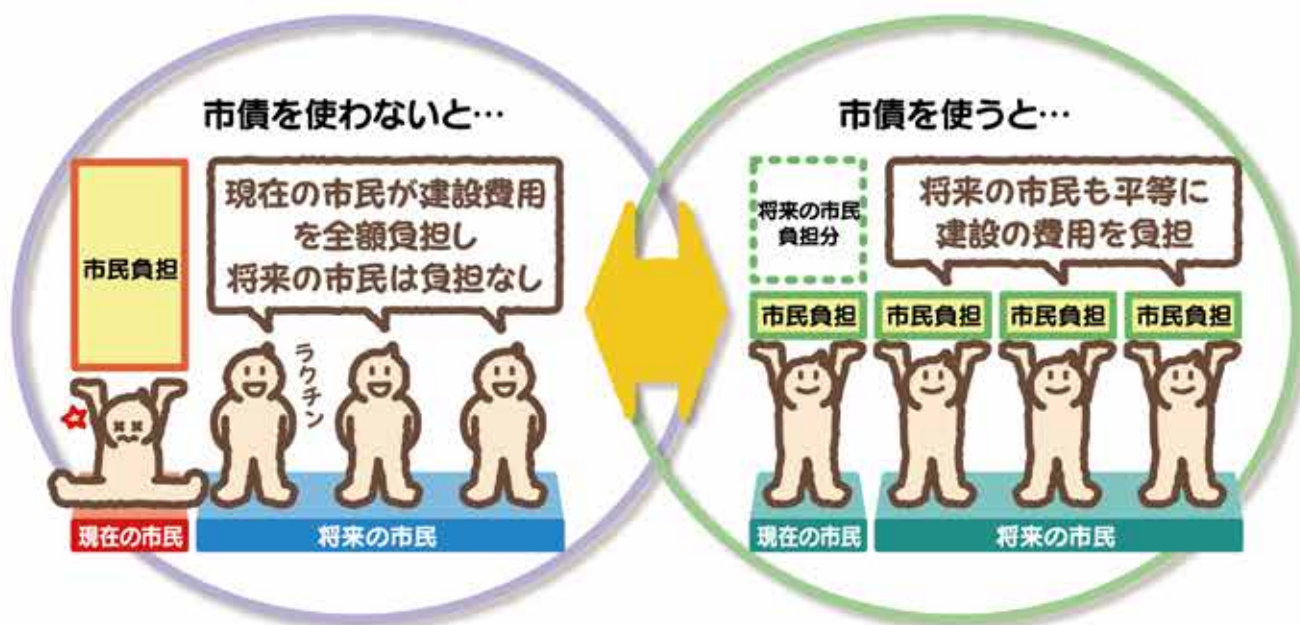 市債を使わないと…
市民負担
現在の市民が建設費用
を全額負担し
将来の市民は負担なし
ラクチン
現在の市民
将来の市民
市債を使うと…
将来の市民
負担分
将来の市民も平等に
建設の費用を負担
市民負担
市民負担
市民負担
市民負担
現在の市民
将来の市民